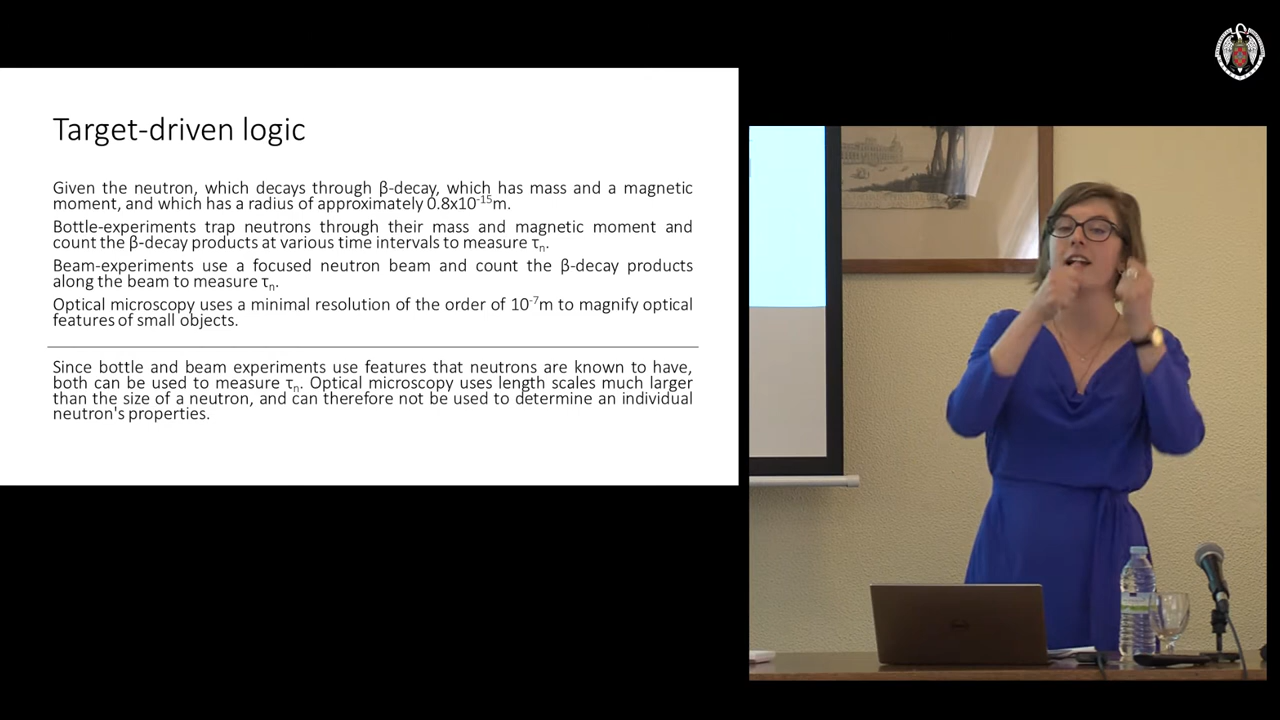 Target-driven logic
Given the neutron, which decays through β-decay, which has mass and a magnetic
moment, and which has a radius of approximately 0.8x10⁻¹⁵m.
Bottle-experiments trap neutrons through their mass and magnetic moment and
count the β-decay products at various time intervals to measure τₙ.
Beam-experiments use a focused neutron beam and count the β-decay products
along the beam to measure τₙ.
Optical microscopy uses a minimal resolution of the order of 10⁻⁷m to magnify optical
features of small objects.
Since bottle and beam experiments use features that neutrons are known to have,
both can be used to measure τₙ. Optical microscopy uses length scales much larger
than the size of a neutron, and can therefore not be used to determine an individual
neutron's properties.